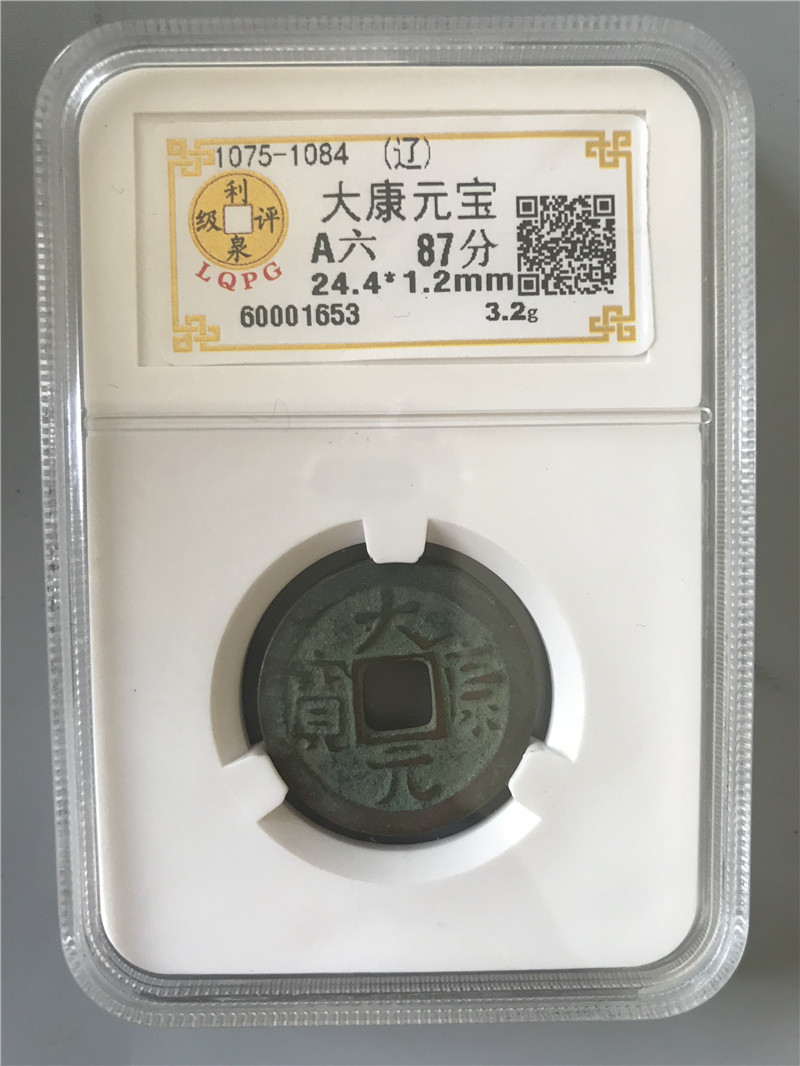 1075-1084 (辽)
利泉评级
LQPG
大康元宝
A六 87分
24.4*1.2mm
60001653 3.2g
大康元寳